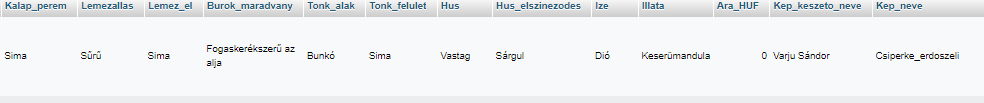 Kalap_perem Lemezallas Lemez_el Burok_maradvany Tonk_alak Tonk_felulet Hus Hus_elszinezodes Ize Illata Ara_HUF Kep_keszeto_neve Kep_neve
Sima Sűrű Sima Fogaskerékszerű az alja Bunkó Sima Vastag Sárgul Dió Keserümandula 0 Varju Sándor Csiperke_erdoszeli